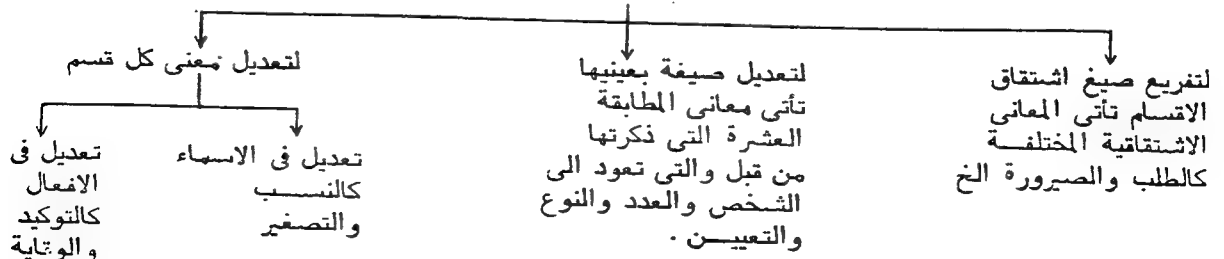 لتفريع صيغ اشتقاق
الاقسام تأتى المعانى
الاشتقاقية المختلفة
كالطلب والصيرورة الخ
لتعديل صيغة بعينيها
تأتى معانى المطابقة
العشرة التى ذكرتها
من قبل والتى تعود الى
الشخص والعدد والنوع
والتعيين .
لتعديل معنى كل قسم
تعديل فى الاسماء
كالنسب
والتصغير
تعديل فى
الافعال
كالتوكيد
والوقاية